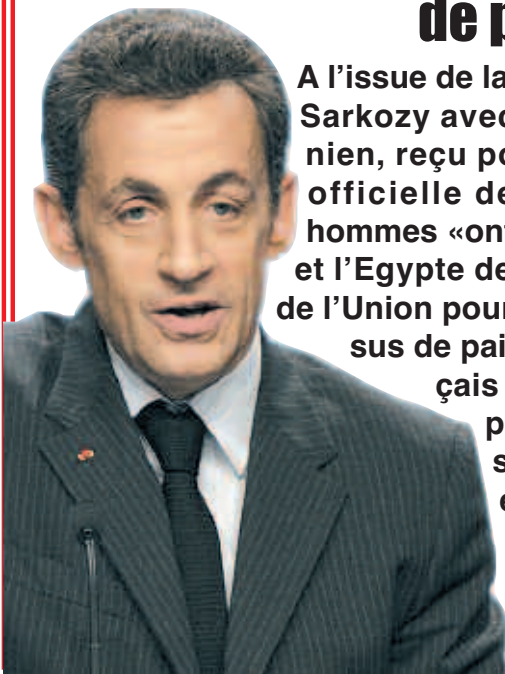 de p
A l'issue de la
Sarkozy avec
nien, reçu po
officielle de
hommes «ont
et l'Egypte de
de l'Union pour
sus de pai
çais
p
s
e